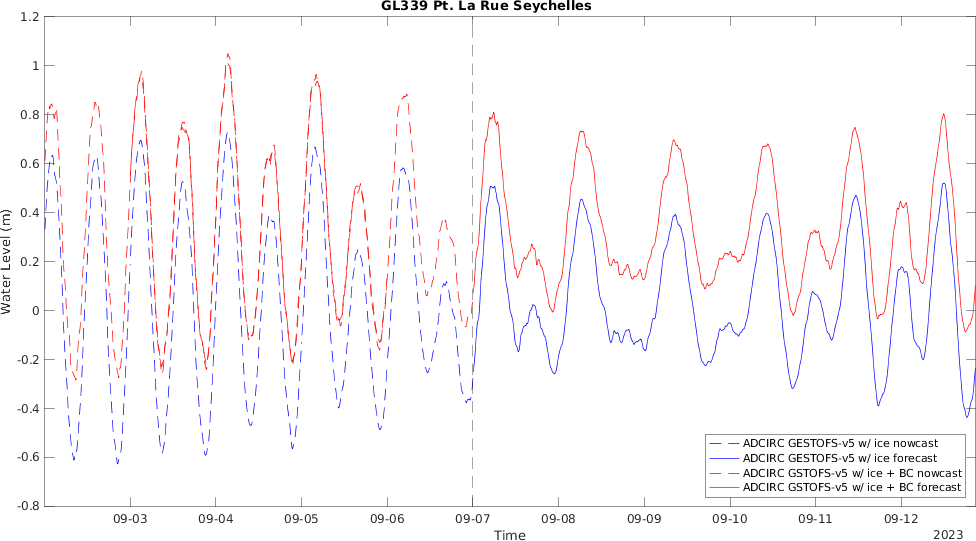 GL339 Pt. La Rue Seychelles
1.2
1
0.8
0.6
0.4
0.2
0
-0.2
-0.4
-0.6
-0.8
Water Level (m)
ADCIRC GESTOFS-v5 w/ ice nowcast
ADCIRC GESTOFS-v5 w/ ice forecast
ADCIRC GSTOFS-v5 w/ ice + BC nowcast
ADCIRC GSTOFS-v5 w/ ice + BC forecast
09-03 09-04 09-05 09-06 09-07 09-08 09-09 09-10 09-11 09-12
Time
2023